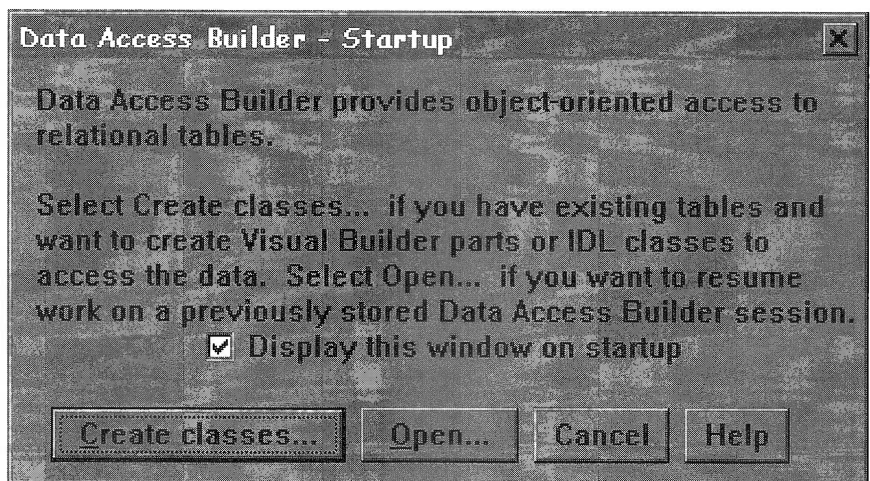 Data Access Builder - Startup
Data Access Builder provides object-oriented access to
relational tables.
Select Create classes... if you have existing tables and
want to create Visual Builder parts or IDL classes to
access the data. Select Open... if you want to resume
work on a previously stored Data Access Builder session.
Display this window on startup
Create classes... Open... Cancel Help